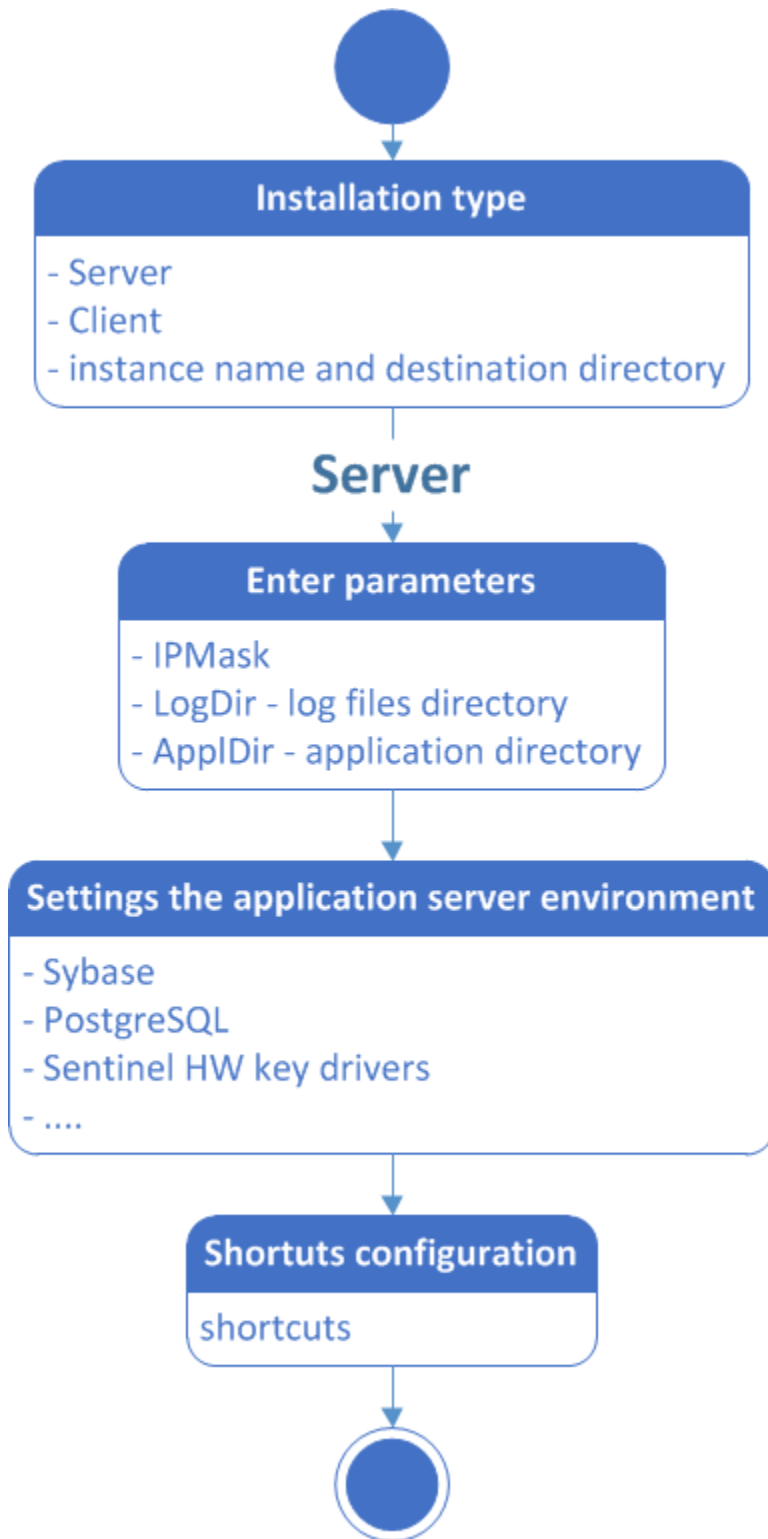 Installation type
- Server
- Client
- instance name and destination directory
Server
Enter parameters
- IPMask
- LogDir - log files directory
- ApplDir - application directory
Settings the application server environment
- Sybase
- PostgreSQL
- Sentinel HW key drivers
- ....
Shortuts configuration
shortcuts